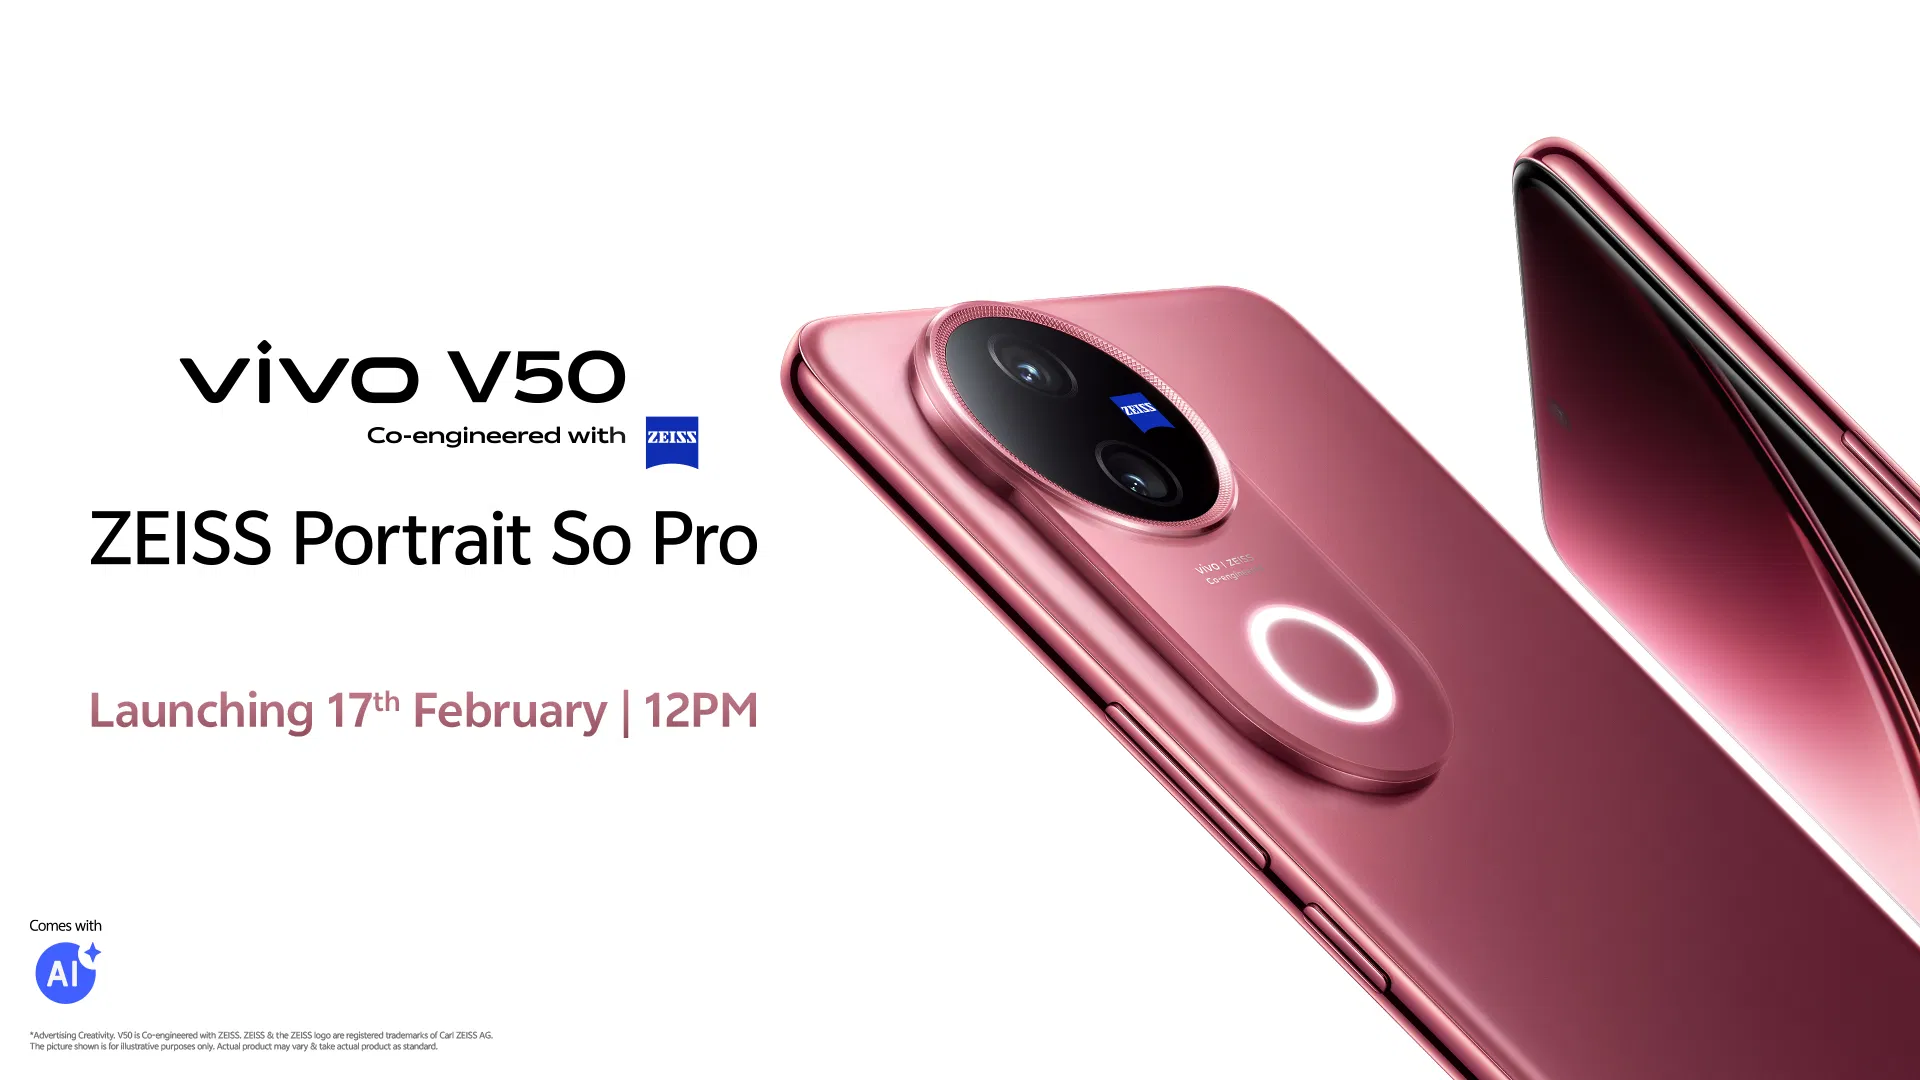 vivo V50
Co-engineered with ZEISS
ZEISS Portrait So Pro
Launching 17th February | 12PM
ZEISS
vivo | ZEISS
Comes with
AI
*Advertising Creativity. V50 is Co-engineered with ZEISS. ZEISS & the ZEISS logo are registered trademarks of Carl ZEISS AG.
The picture shown is for illustrative purposes only. Actual product may vary & take actual product as standard.